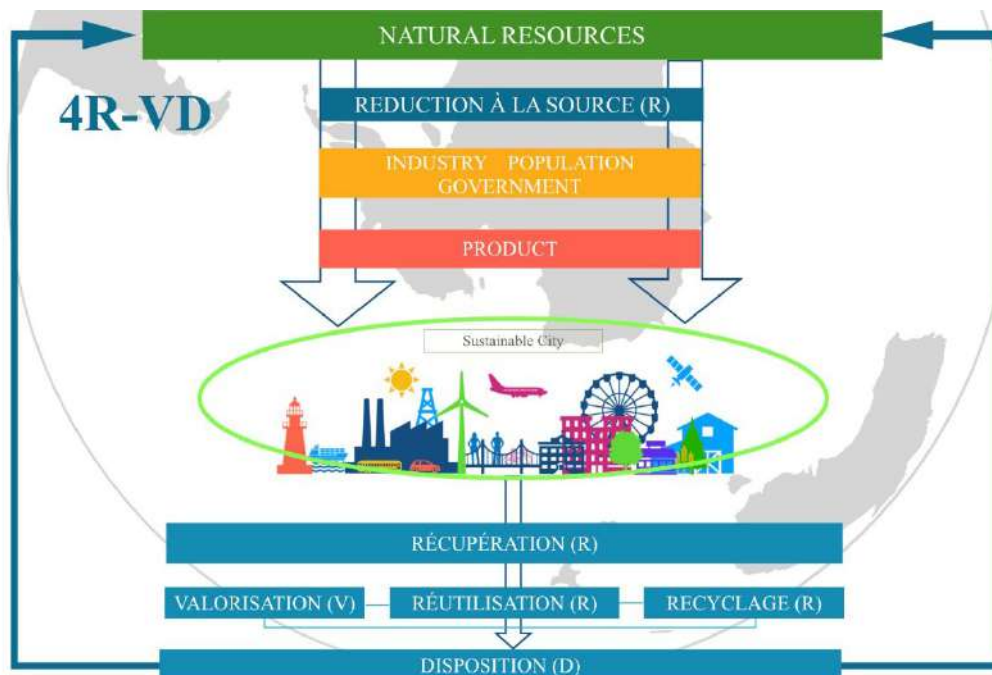 NATURAL RESOURCES
4R-VD
REDUCTION À LA SOURCE (R)
INDUSTRY POPULATION
GOVERNMENT
PRODUCT
Sustainable City
RÉCUPÉRATION (R)
VALORISATION (V)
RÉUTILISATION (R)
RECYCLAGE (R)
DISPOSITION (D)